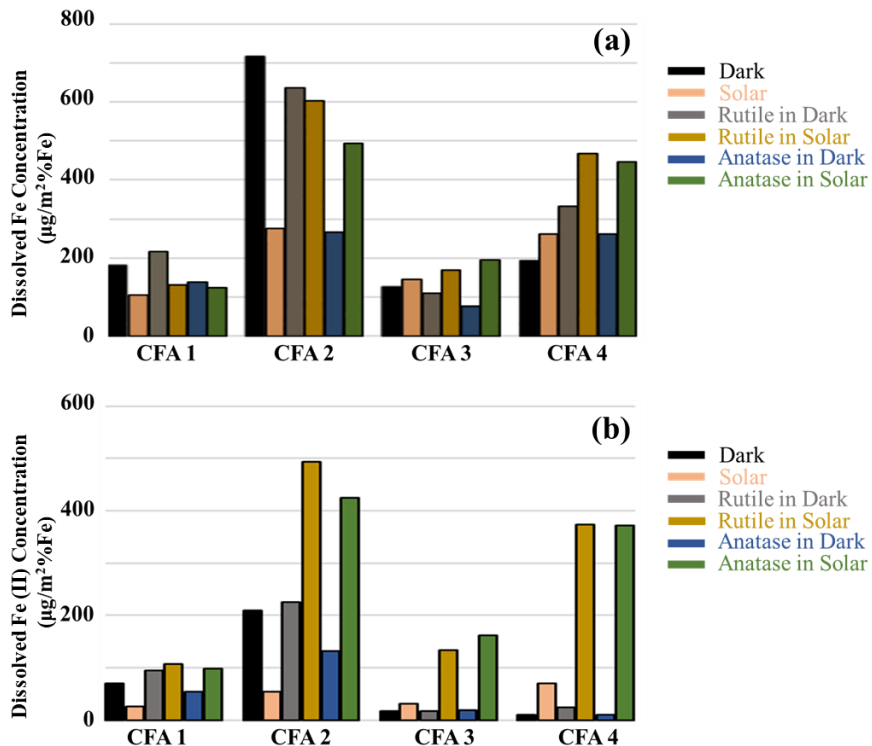 800
(a)
600
400
200
0
Dissolved Fe Concentration
(µg/m²%Fe)
CFA 1 CFA 2 CFA 3 CFA 4
Dark
Solar
Rutile in Dark
Rutile in Solar
Anatase in Dark
Anatase in Solar
600
(b)
400
200
0
Dissolved Fe (II) Concentration
(µg/m²%Fe)
CFA 1 CFA 2 CFA 3 CFA 4
Dark
Solar
Rutile in Dark
Rutile in Solar
Anatase in Dark
Anatase in Solar